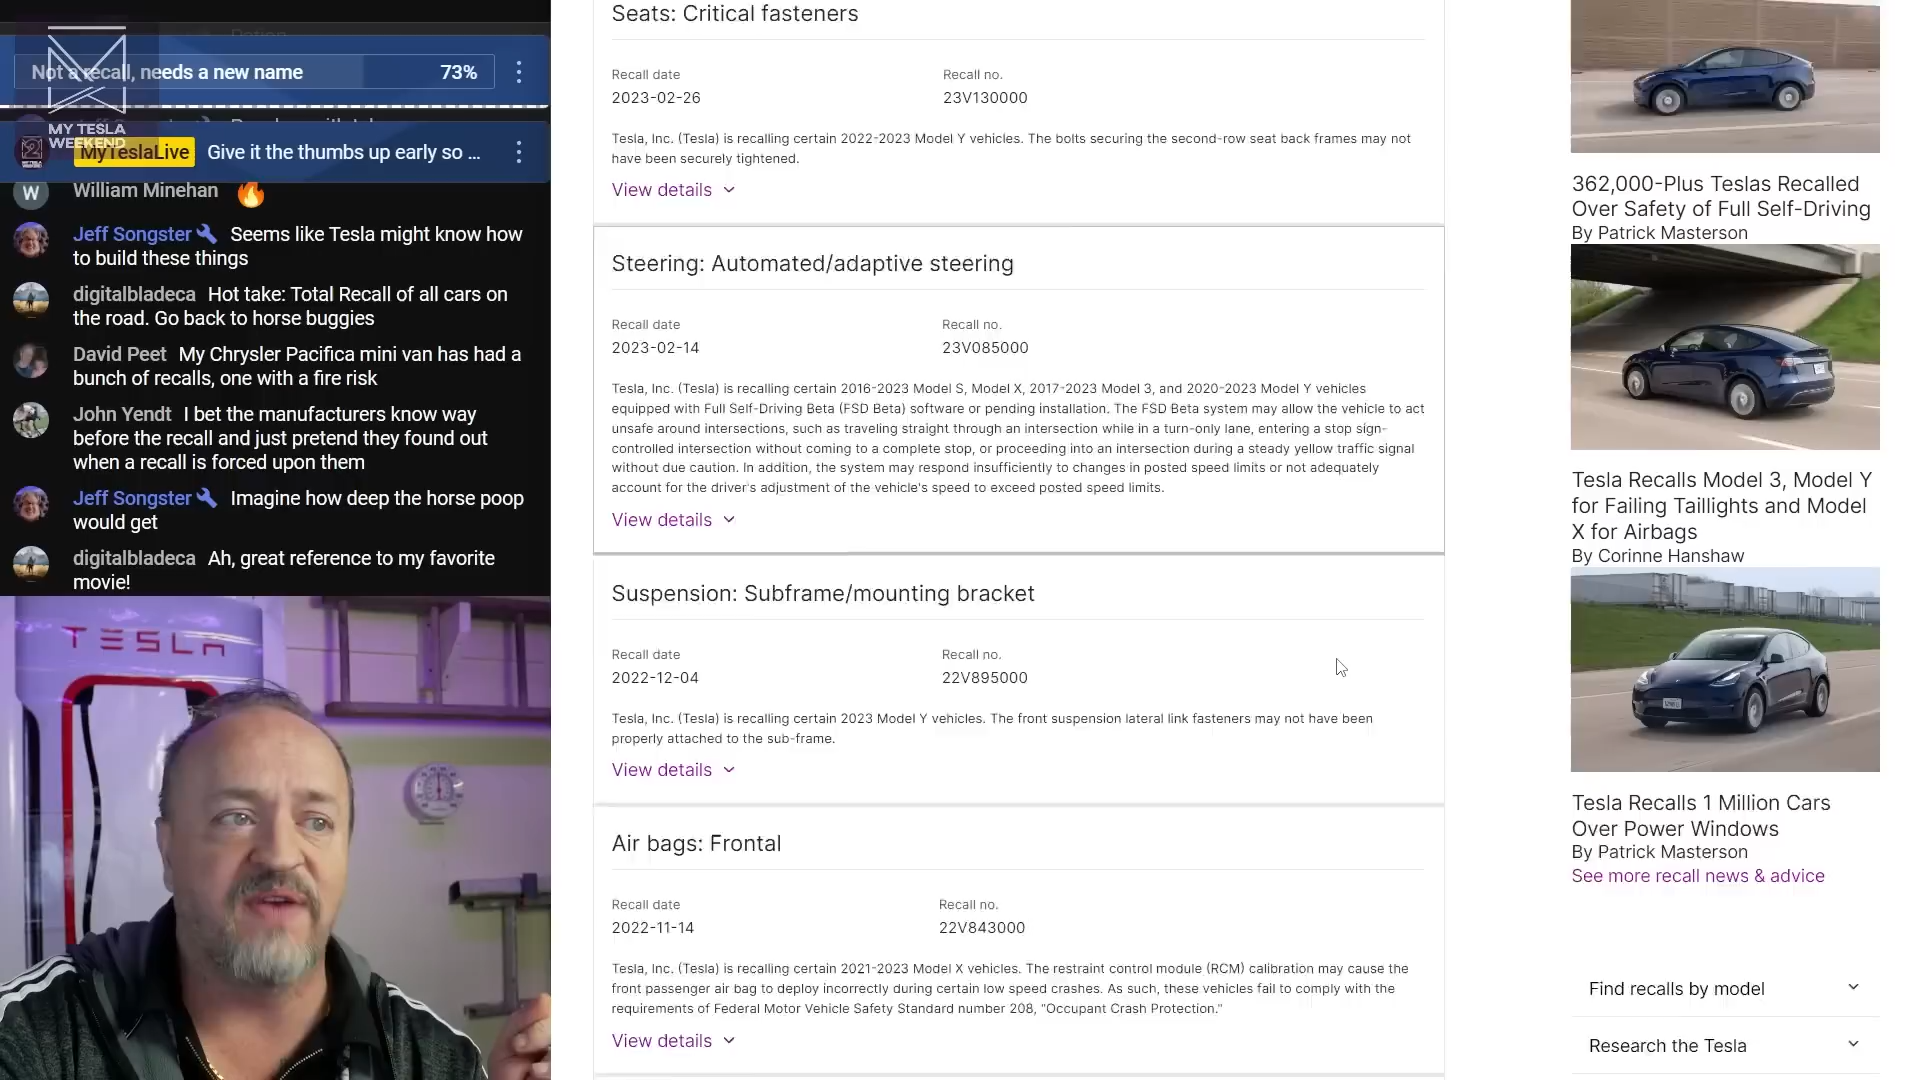 Not a recall, needs a new name
73%
MY TESLA
WEEKEND
MyTeslaLive Give it the thumbs up early so ...
W William Minehan
Jeff Songster Seems like Tesla might know how
to build these things
digitalbladeca Hot take: Total Recall of all cars on
the road. Go back to horse buggies
David Peet My Chrysler Pacifica mini van has had a
bunch of recalls, one with a fire risk
John Yendt I bet the manufacturers know way
before the recall and just pretend they found out
when a recall is forced upon them
Jeff Songster Imagine how deep the horse poop
would get
digitalbladeca Ah, great reference to my favorite
movie!
TESLA
Seats: Critical fasteners
Recall date Recall no.
2023-02-26 23V130000
Tesla, Inc. (Tesla) is recalling certain 2022-2023 Model Y vehicles. The bolts securing the second-row seat back frames may not
have been securely tightened.
View details
Steering: Automated/adaptive steering
Recall date Recall no.
2023-02-14 23V085000
Tesla, Inc. (Tesla) is recalling certain 2016-2023 Model S, Model X, 2017-2023 Model 3, and 2020-2023 Model Y vehicles
equipped with Full Self-Driving Beta (FSD Beta) software or pending installation. The FSD Beta system may allow the vehicle to act
unsafe around intersections, such as traveling straight through an intersection while in a turn-only lane, entering a stop sign-
controlled intersection without coming to a complete stop, or proceeding into an intersection during a steady yellow traffic signal
without due caution. In addition, the system may respond insufficiently to changes in posted speed limits or not adequately
account for the driver's adjustment of the vehicle's speed to exceed posted speed limits.
View details
Suspension: Subframe/mounting bracket
Recall date Recall no.
2022-12-04 22V895000
Tesla, Inc. (Tesla) is recalling certain 2023 Model Y vehicles. The front suspension lateral link fasteners may not have been
properly attached to the sub-frame.
View details
Air bags: Frontal
Recall date Recall no.
2022-11-14 22V843000
Tesla, Inc. (Tesla) is recalling certain 2021-2023 Model X vehicles. The restraint control module (RCM) calibration may cause the
front passenger air bag to deploy incorrectly during certain low speed crashes. As such, these vehicles fail to comply with the
requirements of Federal Motor Vehicle Safety Standard number 208, "Occupant Crash Protection."
View details
362,000-Plus Teslas Recalled
Over Safety of Full Self-Driving
By Patrick Masterson
Tesla Recalls Model 3, Model Y
for Failing Taillights and Model
X for Airbags
By Corinne Hanshaw
Tesla Recalls 1 Million Cars
Over Power Windows
By Patrick Masterson
See more recall news & advice
Find recalls by model
Research the Tesla